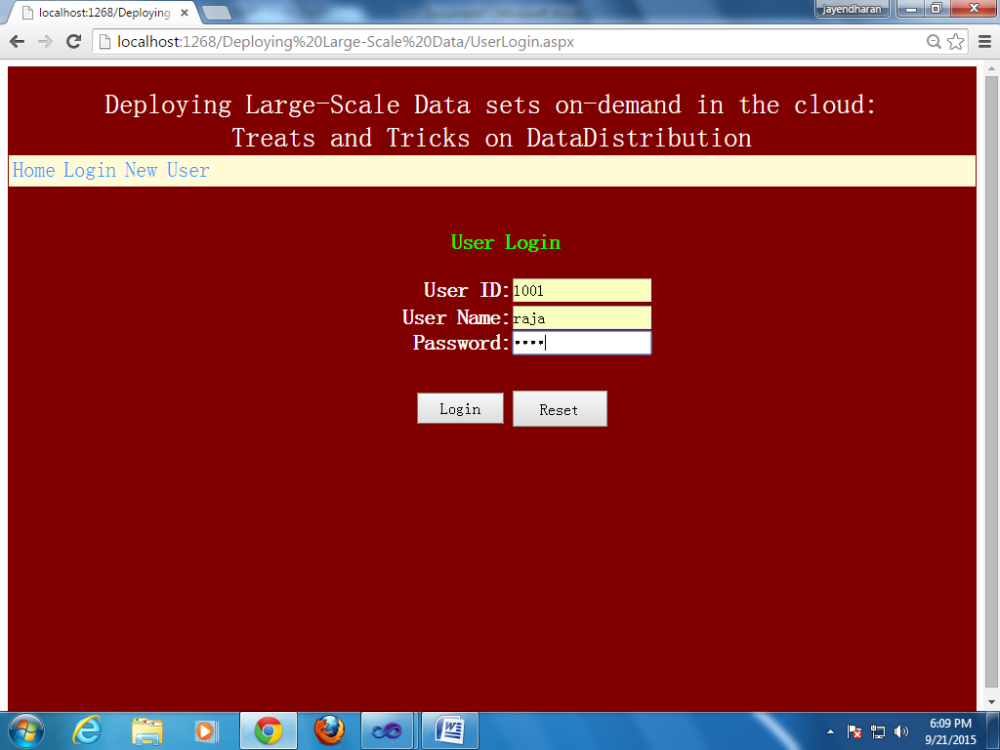 localhost:1268/Deploying
jayendharan
localhost:1268/Deploying%20Large-Scale%20Data/UserLogin.aspx
Deploying Large-Scale Data sets on-demand in the cloud:
Treats and Tricks on DataDistribution
Home Login New User
User Login
User ID: 1001
User Name: raja
Password: ••••
Login Reset
6:09 PM
9/21/2015